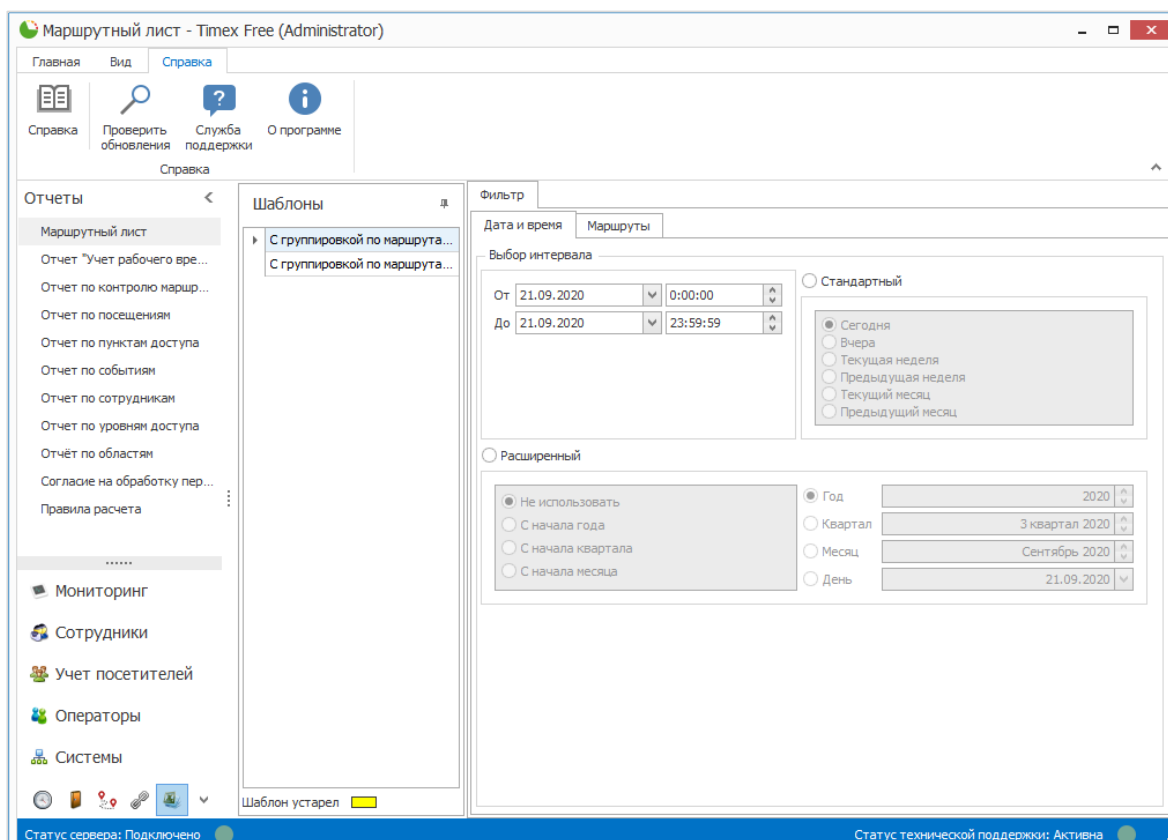 Маршрутный лист - Timex Free (Administrator)
Главная Вид Справка
Справка
Проверить
обновления
Служба
поддержки
О программе
Справка
Отчеты
Маршрутный лист
Отчет "Учет рабочего вре...
Отчет по контролю маршр...
Отчет по посещениям
Отчет по пунктам доступа
Отчет по событиям
Отчет по сотрудникам
Отчет по уровням доступа
Отчёт по областям
Согласие на обработку пер...
Правила расчета
Мониторинг
Сотрудники
Учет посетителей
Операторы
Системы
Шаблоны
С группировкой по маршрута...
С группировкой по маршрута...
Шаблон устарел
Фильтр
Дата и время Маршруты
Выбор интервала
От 21.09.2020 0:00:00
До 21.09.2020 23:59:59
Стандартный
Сегодня
Вчера
Текущая неделя
Предыдущая неделя
Текущий месяц
Предыдущий месяц
Расширенный
Не использовать
С начала года
С начала квартала
С начала месяца
Год 2020
Квартал 3 квартал 2020
Месяц Сентябрь 2020
День 21.09.2020
Статус сервера: Подключено
Статус технической поддержки: Активна